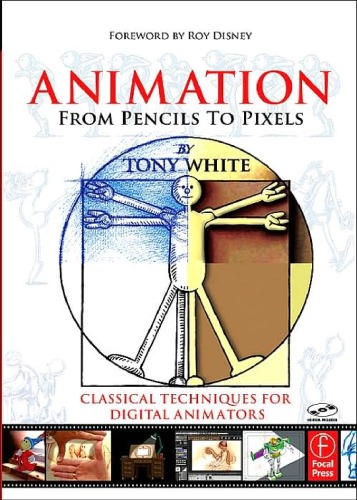 FOREWORD BY ROY DISNEY
ANIMATION
FROM PENCILS TO PIXELS
BY
TONY WHITE
CLASSICAL TECHNIQUES FOR
DIGITAL ANIMATORS
Focal
Press